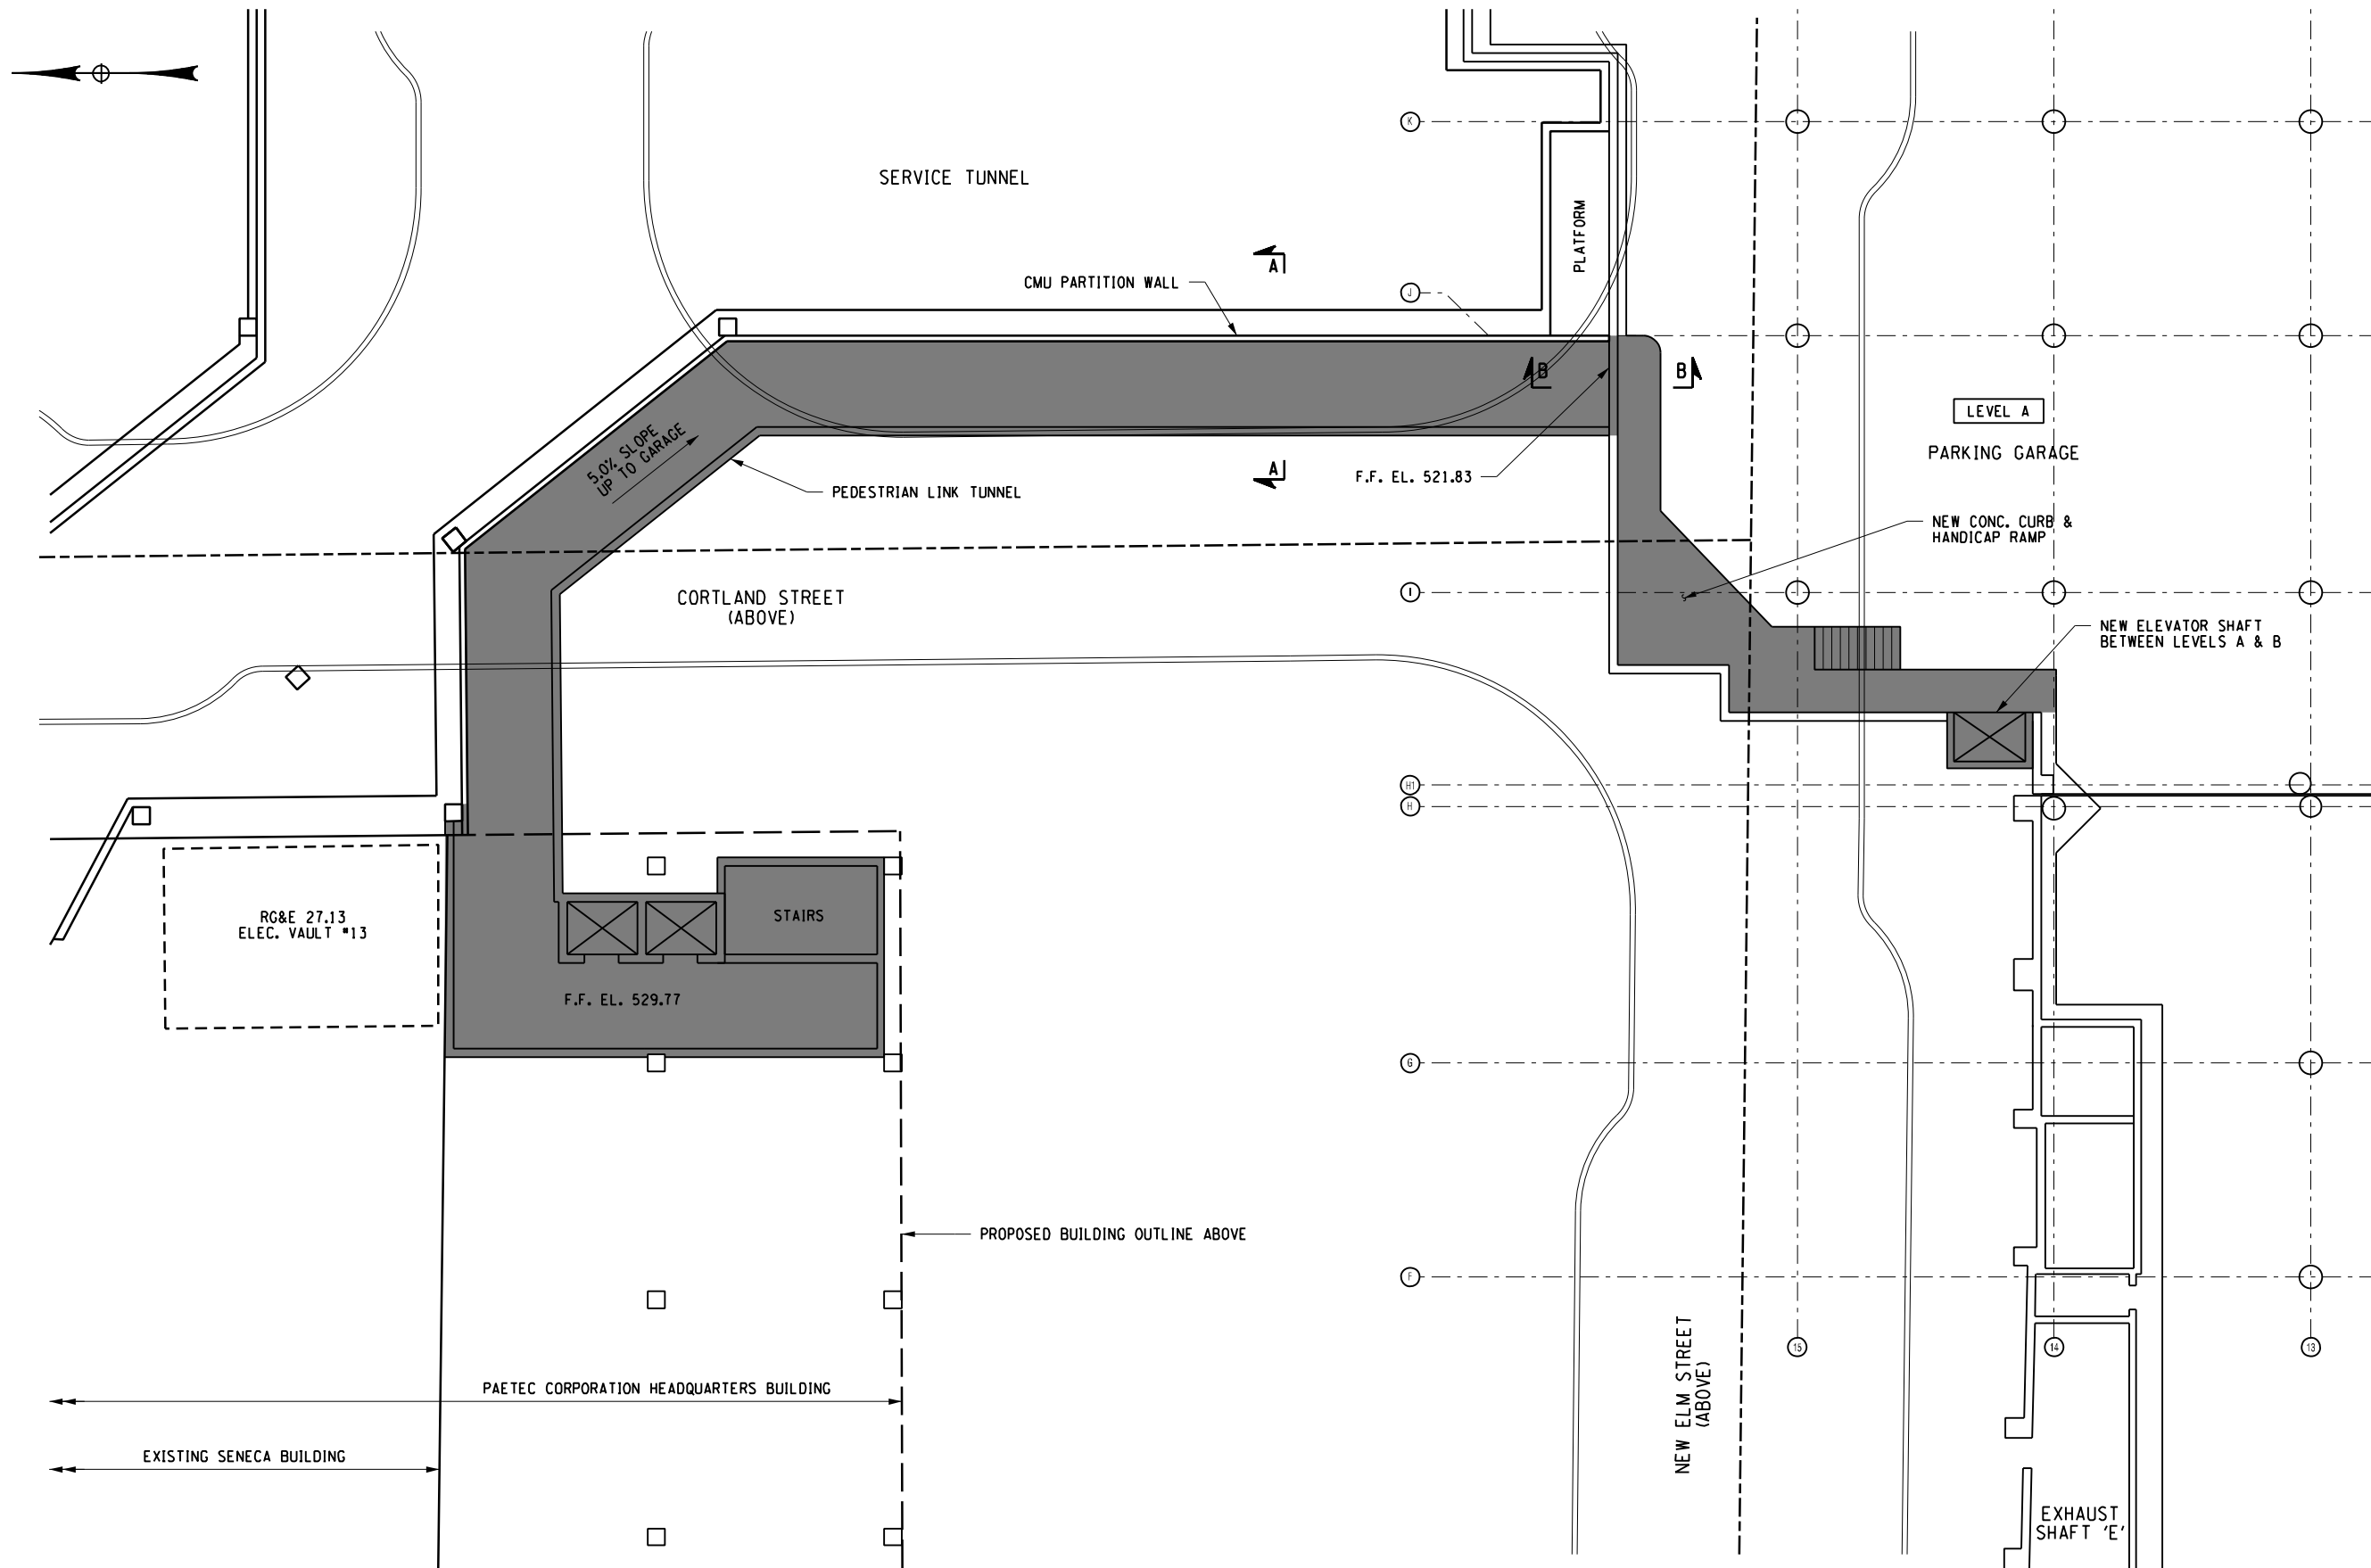 K
SERVICE TUNNEL
PLATFORM
A
CMU PARTITION WALL
J
B
B
LEVEL A
PARKING GARAGE
5.0% SLOPE
UP TO GARAGE
A
F.F. EL. 521.83
PEDESTRIAN LINK TUNNEL
NEW CONC. CURB &
HANDICAP RAMP
I
CORTLAND STREET
(ABOVE)
NEW ELEVATOR SHAFT
BETWEEN LEVELS A & B
H1
H
RG&E 27.13
ELEC. VAULT #13
STAIRS
F.F. EL. 529.77
G
PROPOSED BUILDING OUTLINE ABOVE
F
NEW ELM STREET
(ABOVE)
15
14
13
PAETEC CORPORATION HEADQUARTERS BUILDING
EXISTING SENECA BUILDING
EXHAUST
SHAFT 'E'